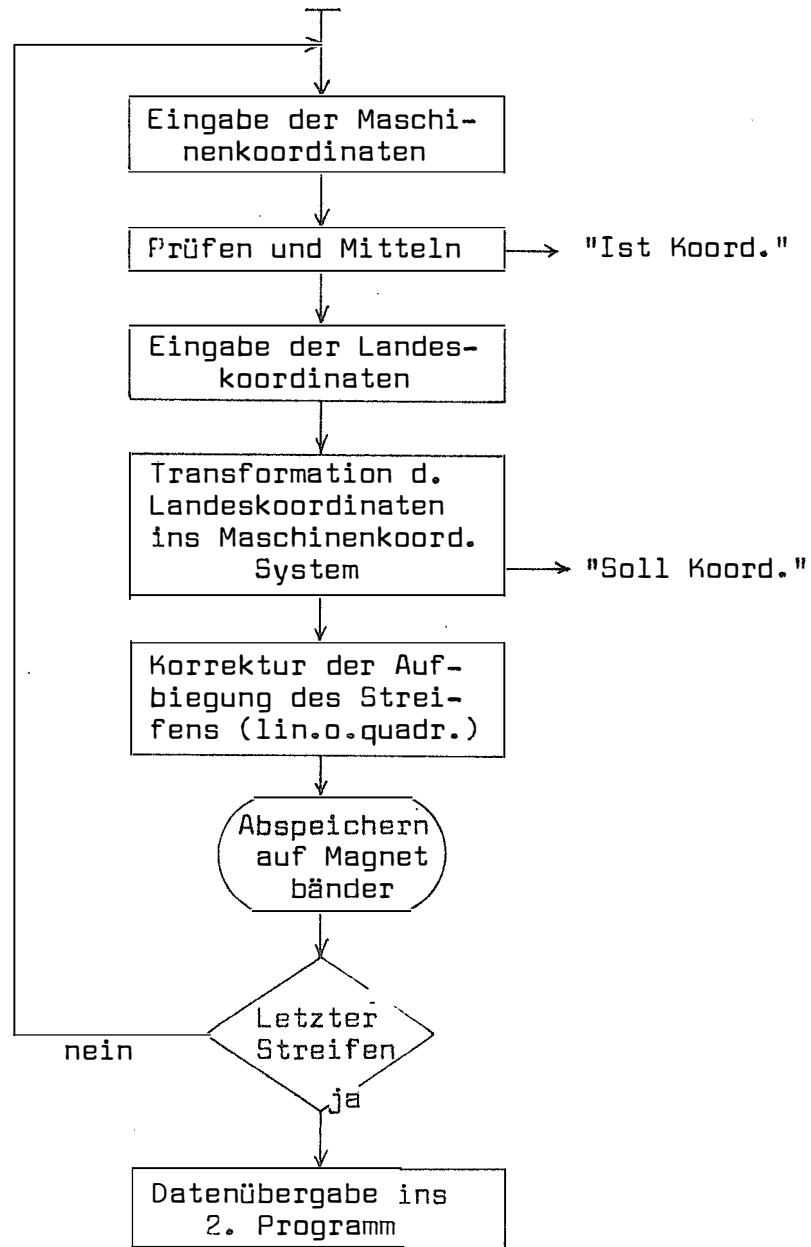 Eingabe der Maschi-
nenkoordinaten
Prüfen und Mitteln
"Ist Koord."
Eingabe der Landes-
koordinaten
Transformation d.
Landeskoordinaten
ins Maschinenkoord.
System
"Soll Koord."
Korrektur der Auf-
biegung des Strei-
fens (lin.o.quadr.)
Abspeichern
auf Magnet
bänder
Letzter
Streifen
nein
ja
Datenübergabe ins
2. Programm